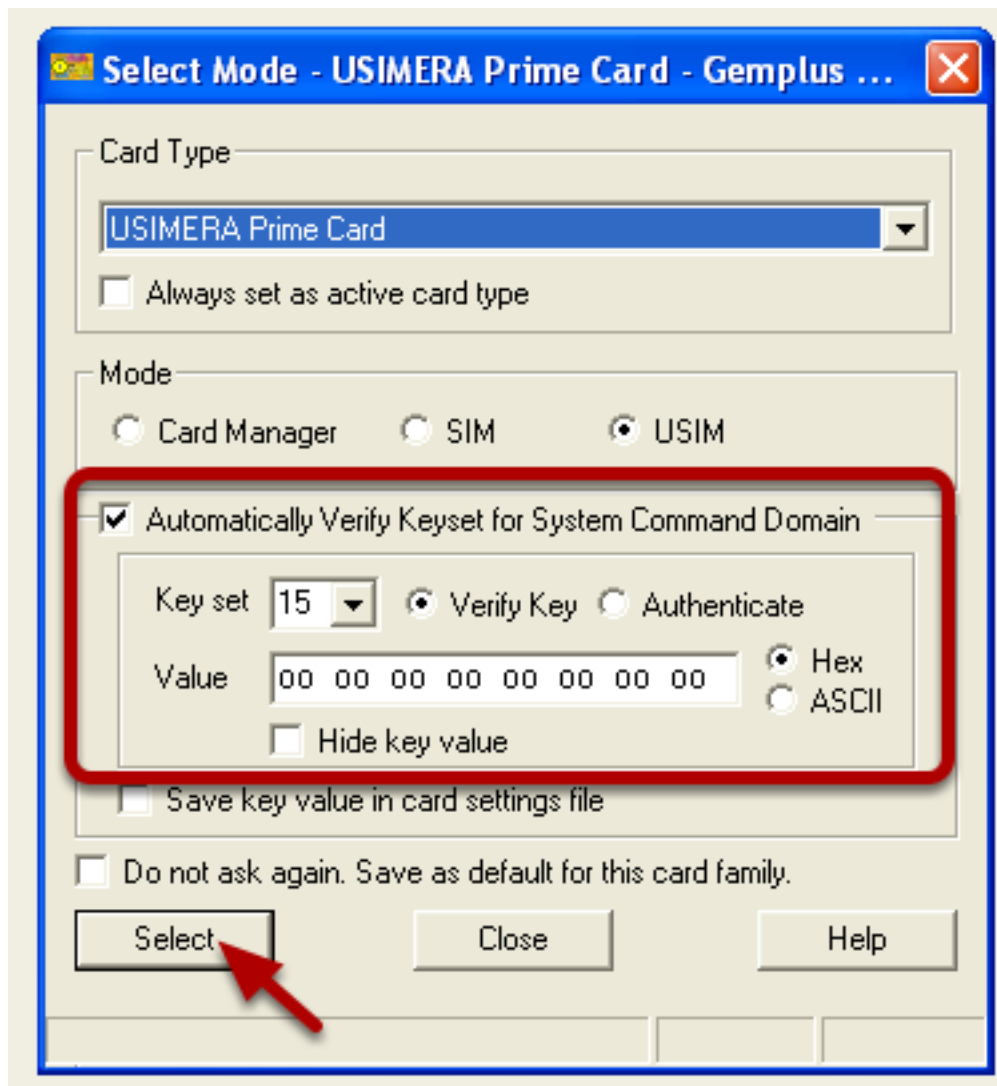 Select Mode - USIMERA Prime Card - Gemplus ...
Card Type
USIMERA Prime Card
Always set as active card type
Mode
Card Manager SIM USIM
Automatically Verify Keyset for System Command Domain
Key set 15 Verify Key Authenticate
Value 00 00 00 00 00 00 00 00 Hex
ASCII
Hide key value
Save key value in card settings file
Do not ask again. Save as default for this card family.
Select Close Help